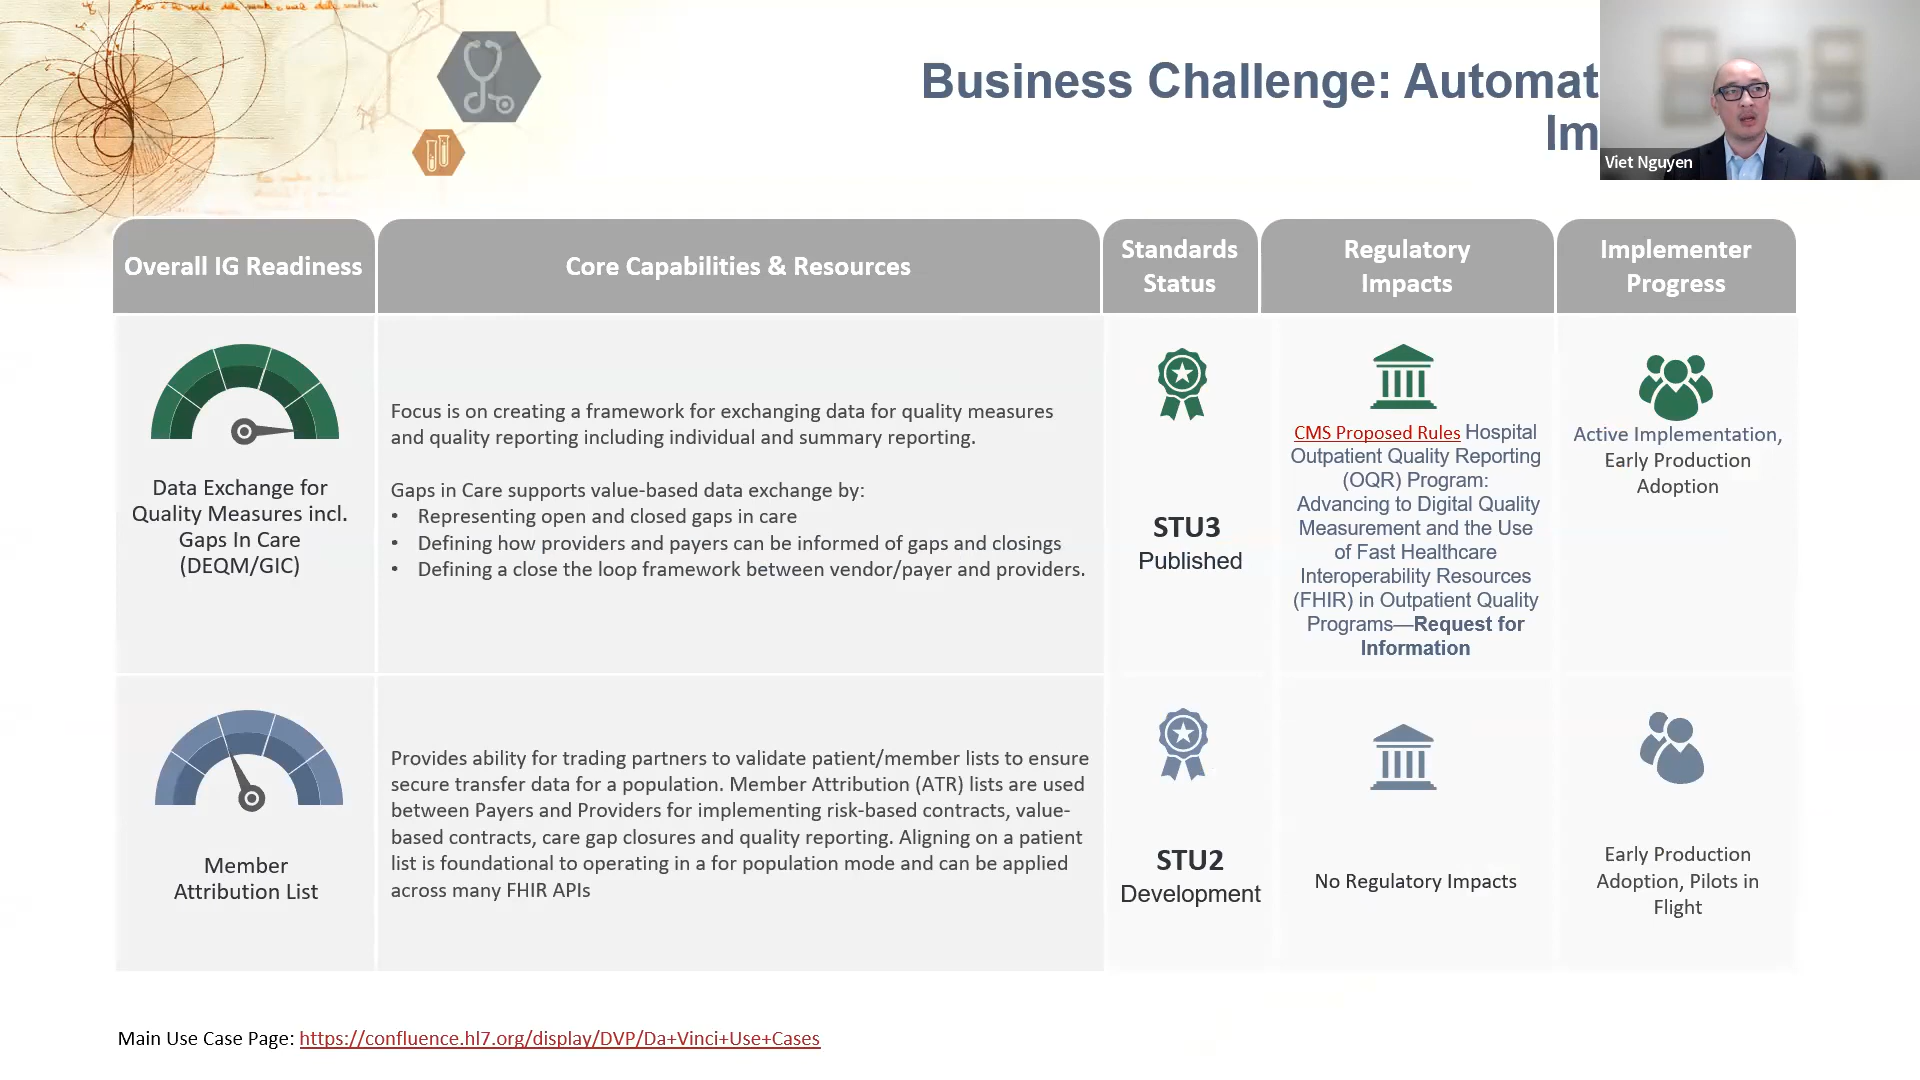 Business Challenge: Automat
Im
Viet Nguyen
Overall IG Readiness
Core Capabilities & Resources
Standards
Status
Regulatory
Impacts
Implementer
Progress
Data Exchange for
Quality Measures incl.
Gaps In Care
(DEQM/GIC)
Focus is on creating a framework for exchanging data for quality measures
and quality reporting including individual and summary reporting.
Gaps in Care supports value-based data exchange by:
• Representing open and closed gaps in care
• Defining how providers and payers can be informed of gaps and closings
• Defining a close the loop framework between vendor/payer and providers.
STU3
Published
CMS Proposed Rules Hospital
Outpatient Quality Reporting
(OQR) Program:
Advancing to Digital Quality
Measurement and the Use
of Fast Healthcare
Interoperability Resources
(FHIR) in Outpatient Quality
Programs—Request for
Information
Active Implementation,
Early Production
Adoption
Member
Attribution List
Provides ability for trading partners to validate patient/member lists to ensure
secure transfer data for a population. Member Attribution (ATR) lists are used
between Payers and Providers for implementing risk-based contracts, value-
based contracts, care gap closures and quality reporting. Aligning on a patient
list is foundational to operating in a for population mode and can be applied
across many FHIR APIs
STU2
Development
No Regulatory Impacts
Early Production
Adoption, Pilots in
Flight
Main Use Case Page: https://confluence.hl7.org/display/DVP/Da+Vinci+Use+Cases